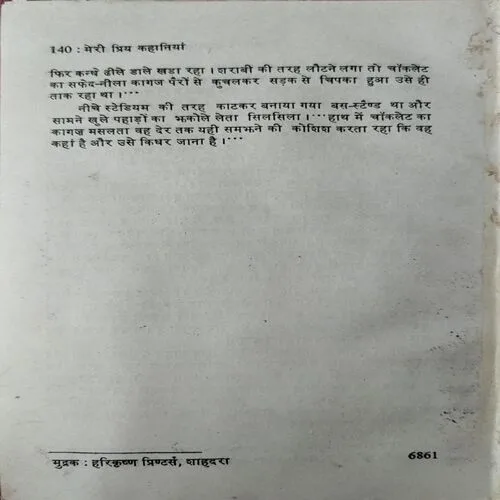 140 : मेरी प्रिय कहानियां
फिर कन्धे ढीले डाले खड़ा रहा। शराबी की तरह लौटने लगा तो चॉकलेट
का सफेद-नीला कागज पैरों से कुचलकर सड़क से चिपका हुआ उसे ही
ताक रहा था।···
नीचे स्टेडियम की तरह काटकर बनाया गया बस-स्टैण्ड था और
सामने खुले पहाड़ों का झकोले लेता सिलसिला।···हाथ में चॉकलेट का
कागज मसलता वह देर तक यही समझने की कोशिश करता रहा कि वह
कहां है और उसे किधर जाना है।···
मुद्रक : हरिकृष्ण प्रिण्टर्स, शाहदरा
6861